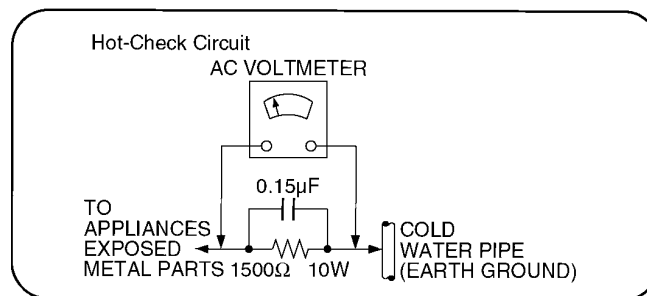 Hot-Check Circuit
AC VOLTMETER
0.15µF
TO
APPLIANCES
EXPOSED
METAL PARTS
1500Ω 10W
COLD
WATER PIPE
(EARTH GROUND)